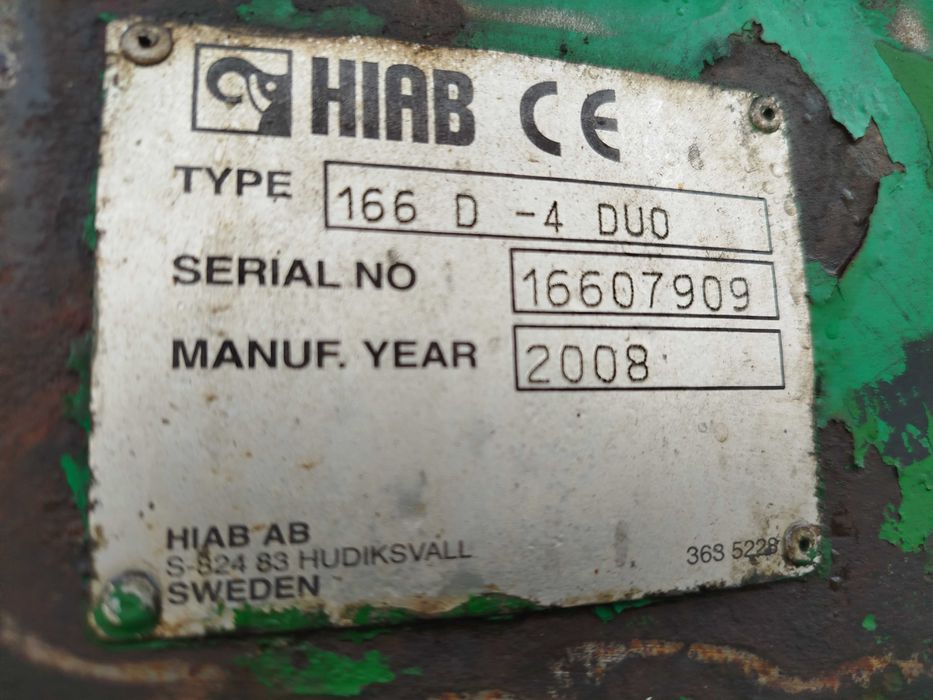 HIAB CE
TYPE 166 D -4 DUO
SERIAL NO 16607909
MANUF. YEAR 2008
HIAB AB
S-824 83 HUDIKSVALL
SWEDEN
363 5228